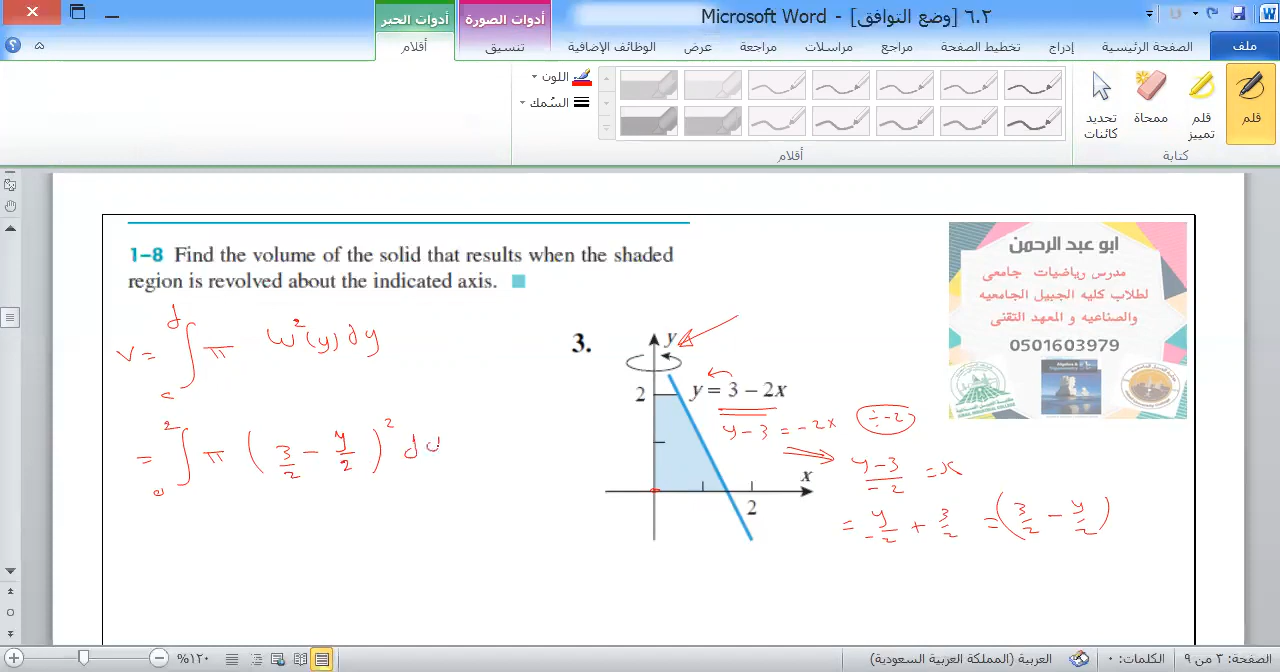 ٦.٢ [وضع التوافق] - Microsoft Word
أدوات الصورة
أدوات الحبر
ملف
الصفحة الرئيسية
إدراج
تخطيط الصفحة
مراجع
مراسلات
مراجعة
عرض
الوظائف الإضافية
تنسيق
أقلام
قلم
قلم تمييز
ممحاة
تحديد كائنات
كتابة
اللون
السُمك
أقلام
1–8 Find the volume of the solid that results when the shaded
region is revolved about the indicated axis.
ابو عبد الرحمن
مدرس رياضيات جامعى
لطلاب كليه الجبيل الجامعيه
والصناعيه و المعهد التقنى
0501603979
V = ∫ π w²(y) dy
= ∫ π (3/2 − y/2)² d
3.
y
y = 3 − 2x
2
x
2
y − 3 = −2x ÷ −2
y−3/−2 = x
= y/−2 + 3/2 = (3/2 − y/2)
الصفحة: ٢ من ٩
الكلمات: ٠
العربية (المملكة العربية السعودية)
١٢٠%